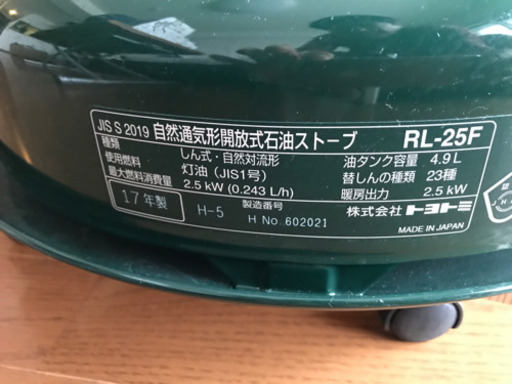 JIS S 2019 自然通気形開放式石油ストーブ RL-25F
種類 しん式・自然対流形 油タンク容量 4.9 L
使用燃料 灯油 (JIS1号) 替しんの種類 23種
最大燃料消費量 2.5 kW (0.243 L/h) 暖房出力 2.5 kW
17年製 H-5 製造番号 H No. 602021 株式会社トヨトミ
MADE IN JAPAN